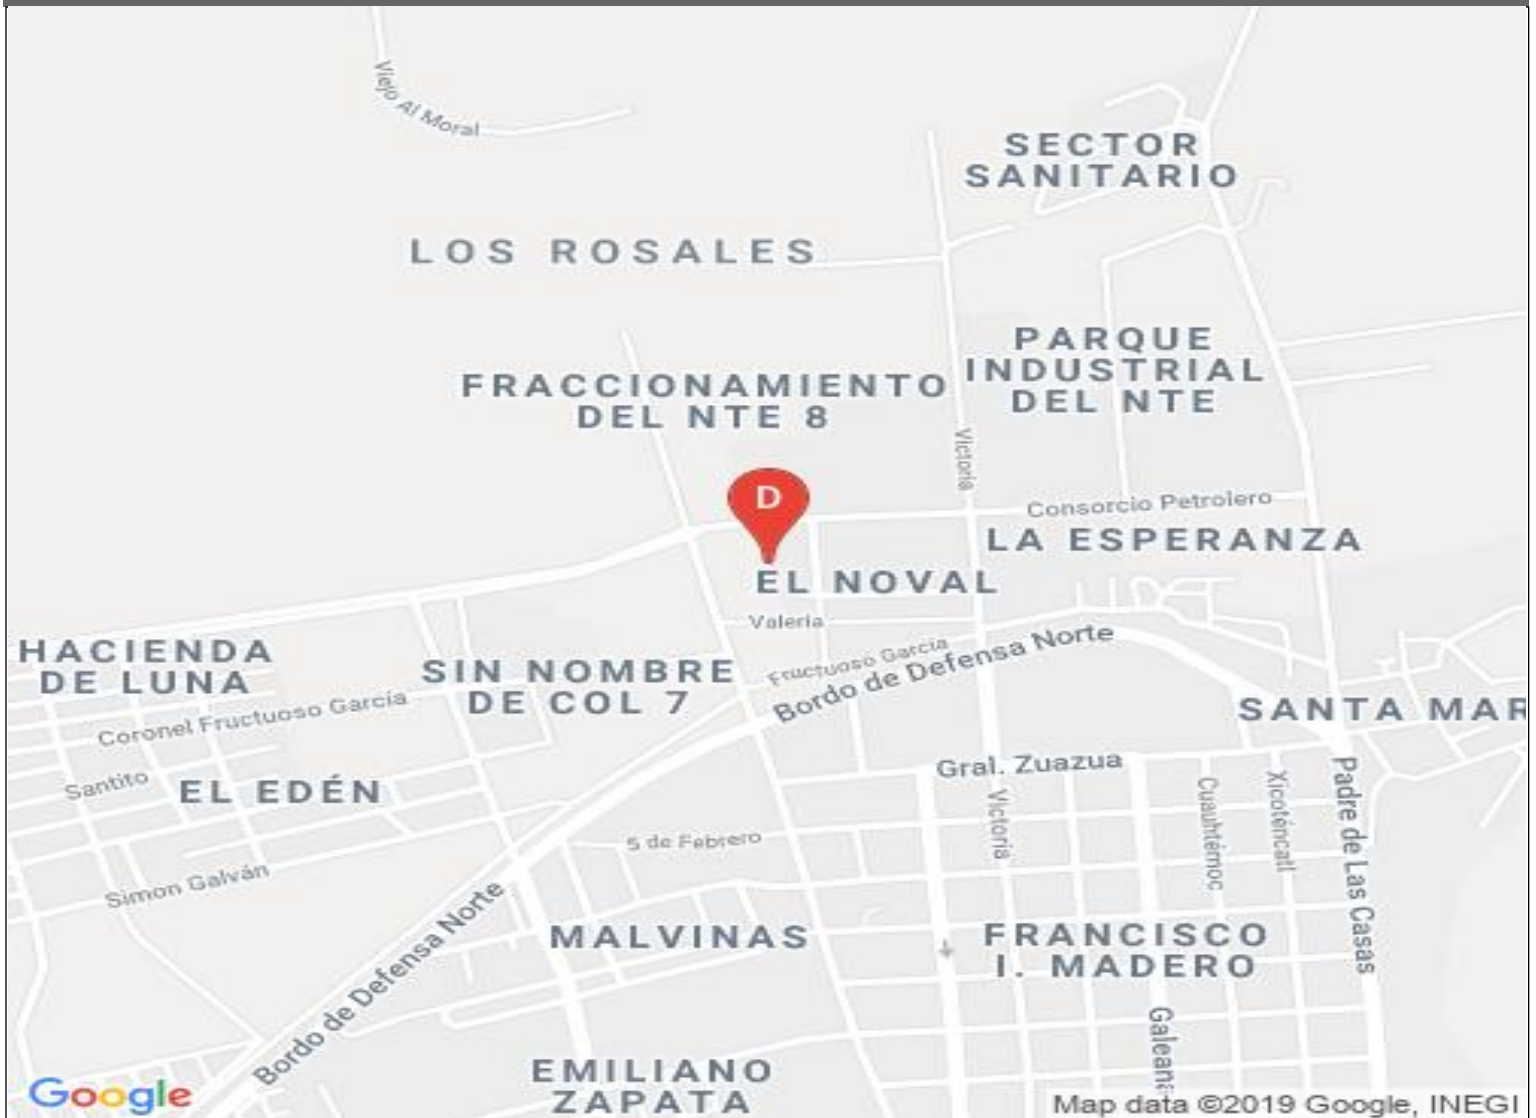 Viejo Al Moral
SECTOR
SANITARIO
LOS ROSALES
PARQUE
INDUSTRIAL
DEL NTE
FRACCIONAMIENTO
DEL NTE 8
Victoria
D
Consorcio Petrolero
LA ESPERANZA
EL NOVAL
Valeria
Fructuoso García
Bordo de Defensa Norte
HACIENDA
DE LUNA
SIN NOMBRE
DE COL 7
Coronel Fructuoso García
SANTA MAR
Santito
EL EDÉN
Gral. Zuazua
Victoria
Cuauhtémoc
Xicoténcatl
Padre de Las Casas
5 de Febrero
Simon Galván
Bordo de Defensa Norte
MALVINAS
FRANCISCO
I. MADERO
Galeana
EMILIANO
ZAPATA
Google
Map data ©2019 Google, INEGI